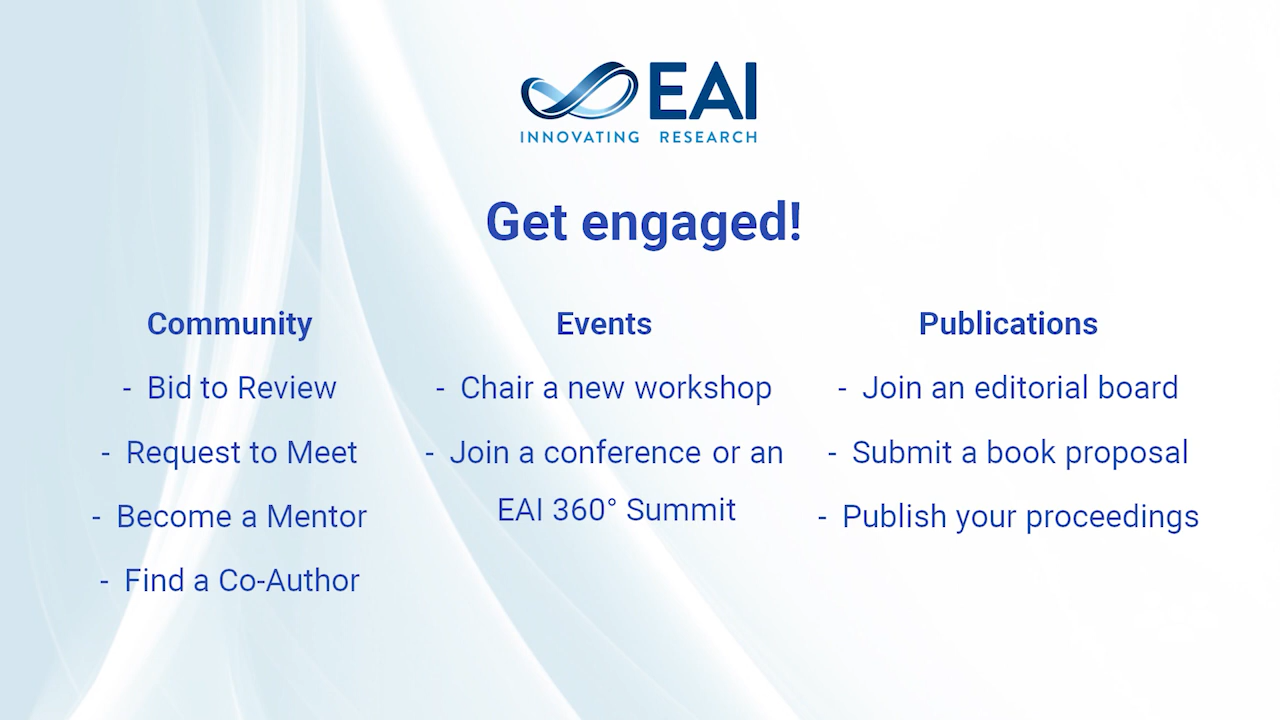 EAI
INNOVATING RESEARCH
Get engaged!
Community
- Bid to Review
- Request to Meet
- Become a Mentor
- Find a Co-Author
Events
- Chair a new workshop
- Join a conference or an
EAI 360° Summit
Publications
- Join an editorial board
- Submit a book proposal
- Publish your proceedings